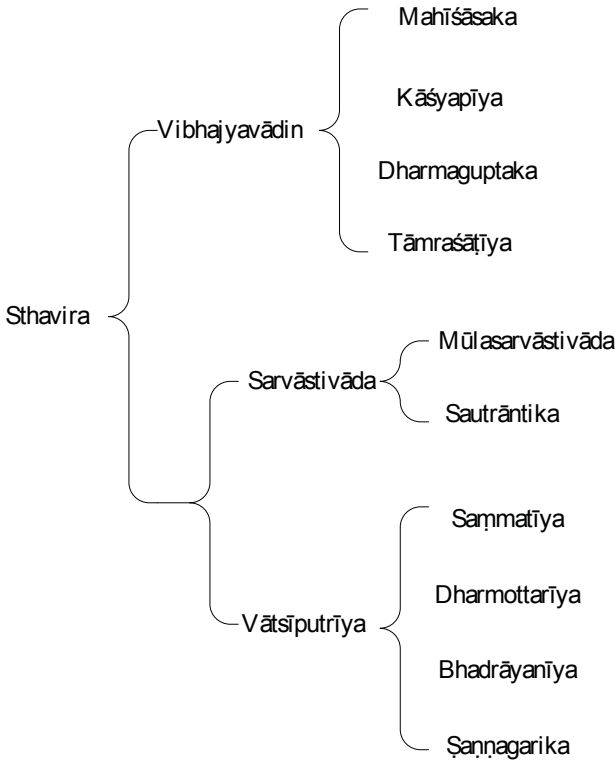 Mahīśāsaka
Kāśyapīya
Vibhajyavādin
Dharmaguptaka
Tāmraśāṭīya
Sthavira
Mūlasarvāstivāda
Sarvāstivāda
Sautrāntika
Saṃmatīya
Dharmottarīya
Vātsīputrīya
Bhadrāyanīya
Ṣaṇṇagarika